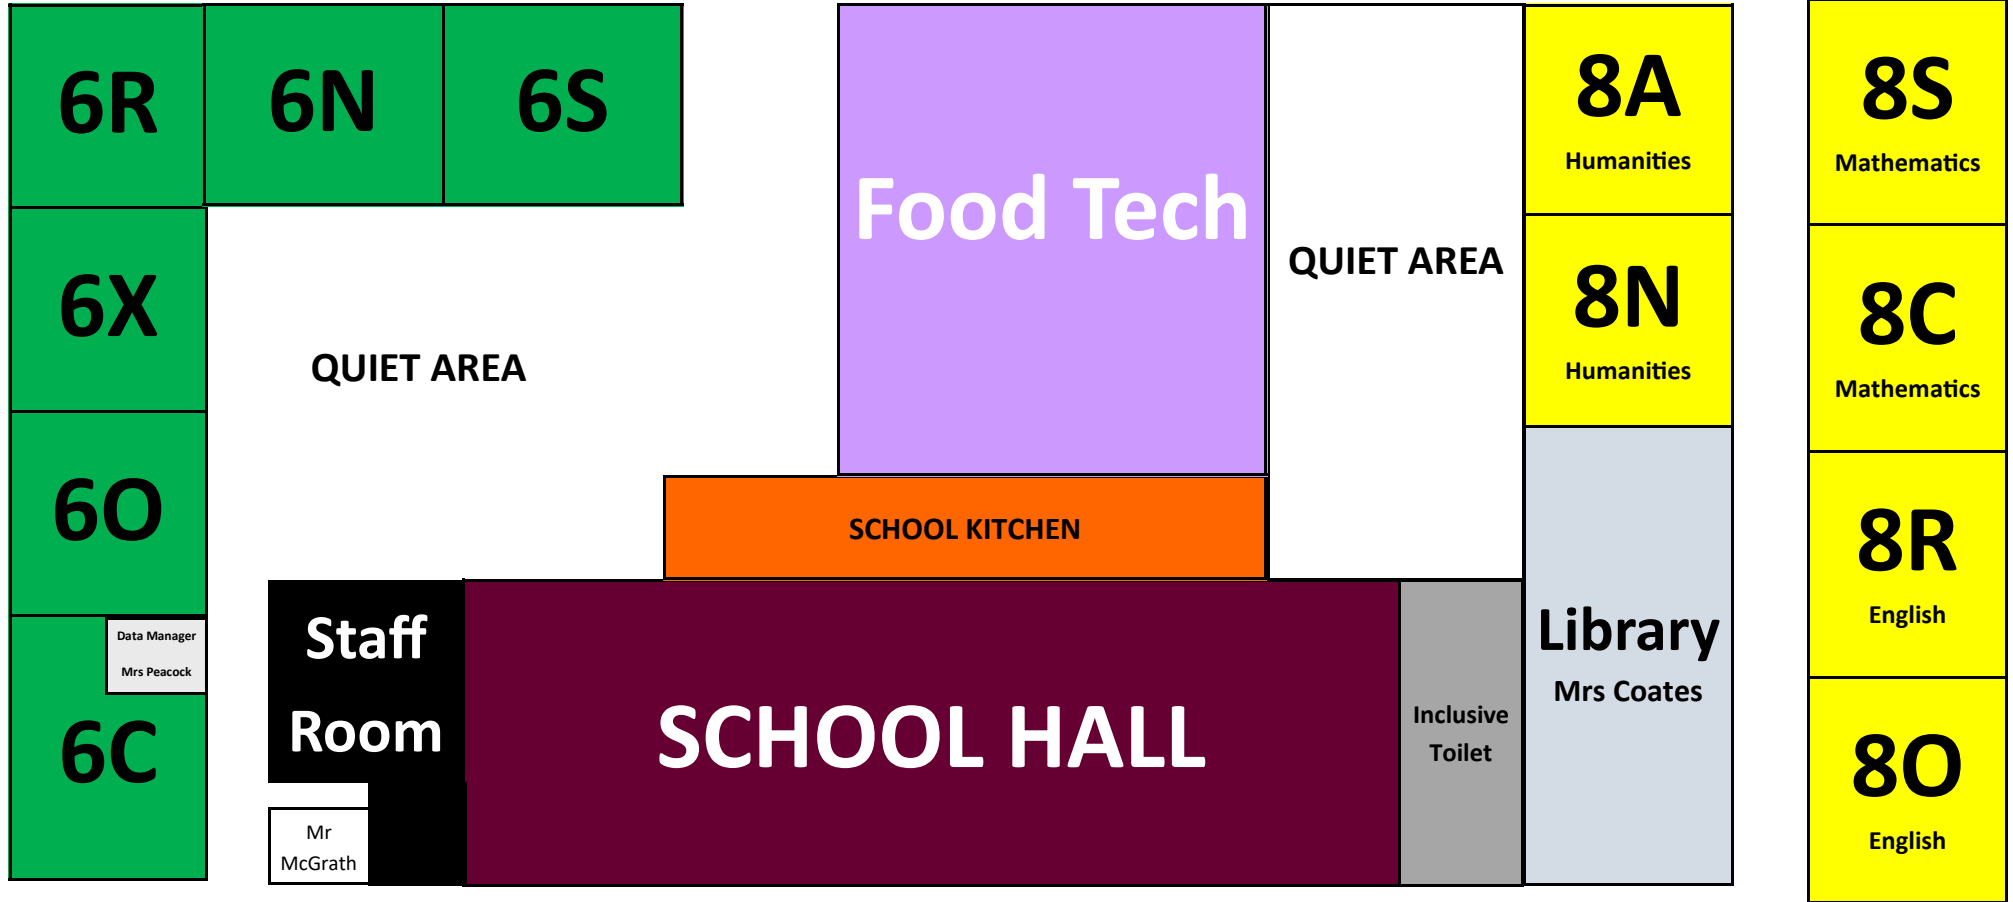 6R
6N
6S
Food Tech
QUIET AREA
8A
Humanities
8S
Mathematics
6X
QUIET AREA
8N
Humanities
8C
Mathematics
6O
SCHOOL KITCHEN
8R
English
Data Manager
Mrs Peacock
6C
Staff
Room
Mr
McGrath
SCHOOL HALL
Inclusive
Toilet
Library
Mrs Coates
8O
English